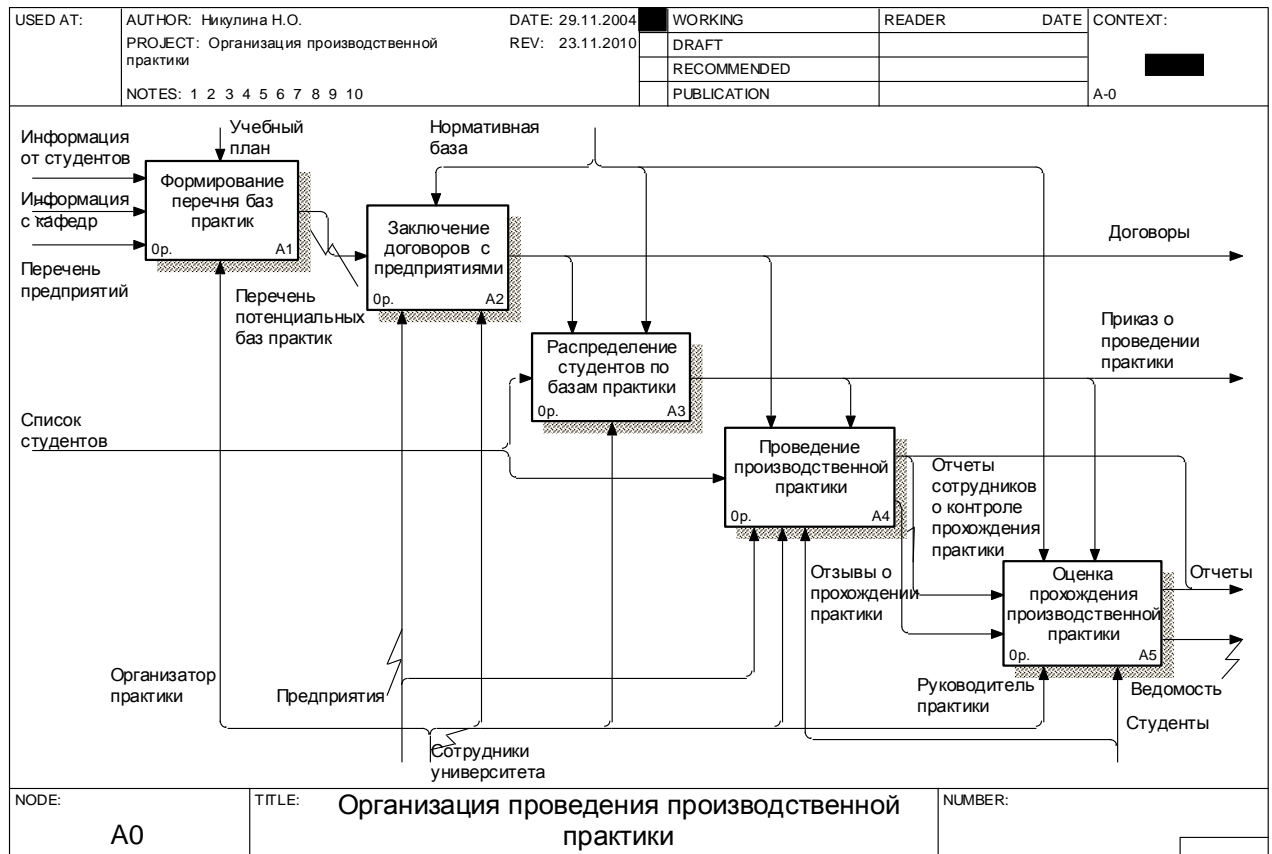 USED AT:
AUTHOR: Никулина Н.О.
DATE: 29.11.2004
WORKING
READER
DATE
CONTEXT:
PROJECT: Организация производственной
практики
REV: 23.11.2010
DRAFT
RECOMMENDED
NOTES: 1 2 3 4 5 6 7 8 9 10
PUBLICATION
A-0
Информация
от студентов
Учебный
план
Нормативная
база
Формирование
перечня баз
практик
0р. A1
Информация
с кафедр
Перечень
предприятий
Заключение
договоров с
предприятиями
0р. A2
Договоры
Перечень
потенциальных
баз практик
Приказ о
проведении
практики
Распределение
студентов по
базам практики
0р. A3
Список
студентов
Проведение
производственной
практики
0р. A4
Отчеты
сотрудников
о контроле
прохождения
практики
Отзывы о
прохождении
практики
Оценка
прохождения
производственной
практики
0р. A5
Отчеты
Организатор
практики
Предприятия
Руководитель
практики
Ведомость
Студенты
Сотрудники
университета
NODE:
A0
TITLE:
Организация проведения производственной
практики
NUMBER: